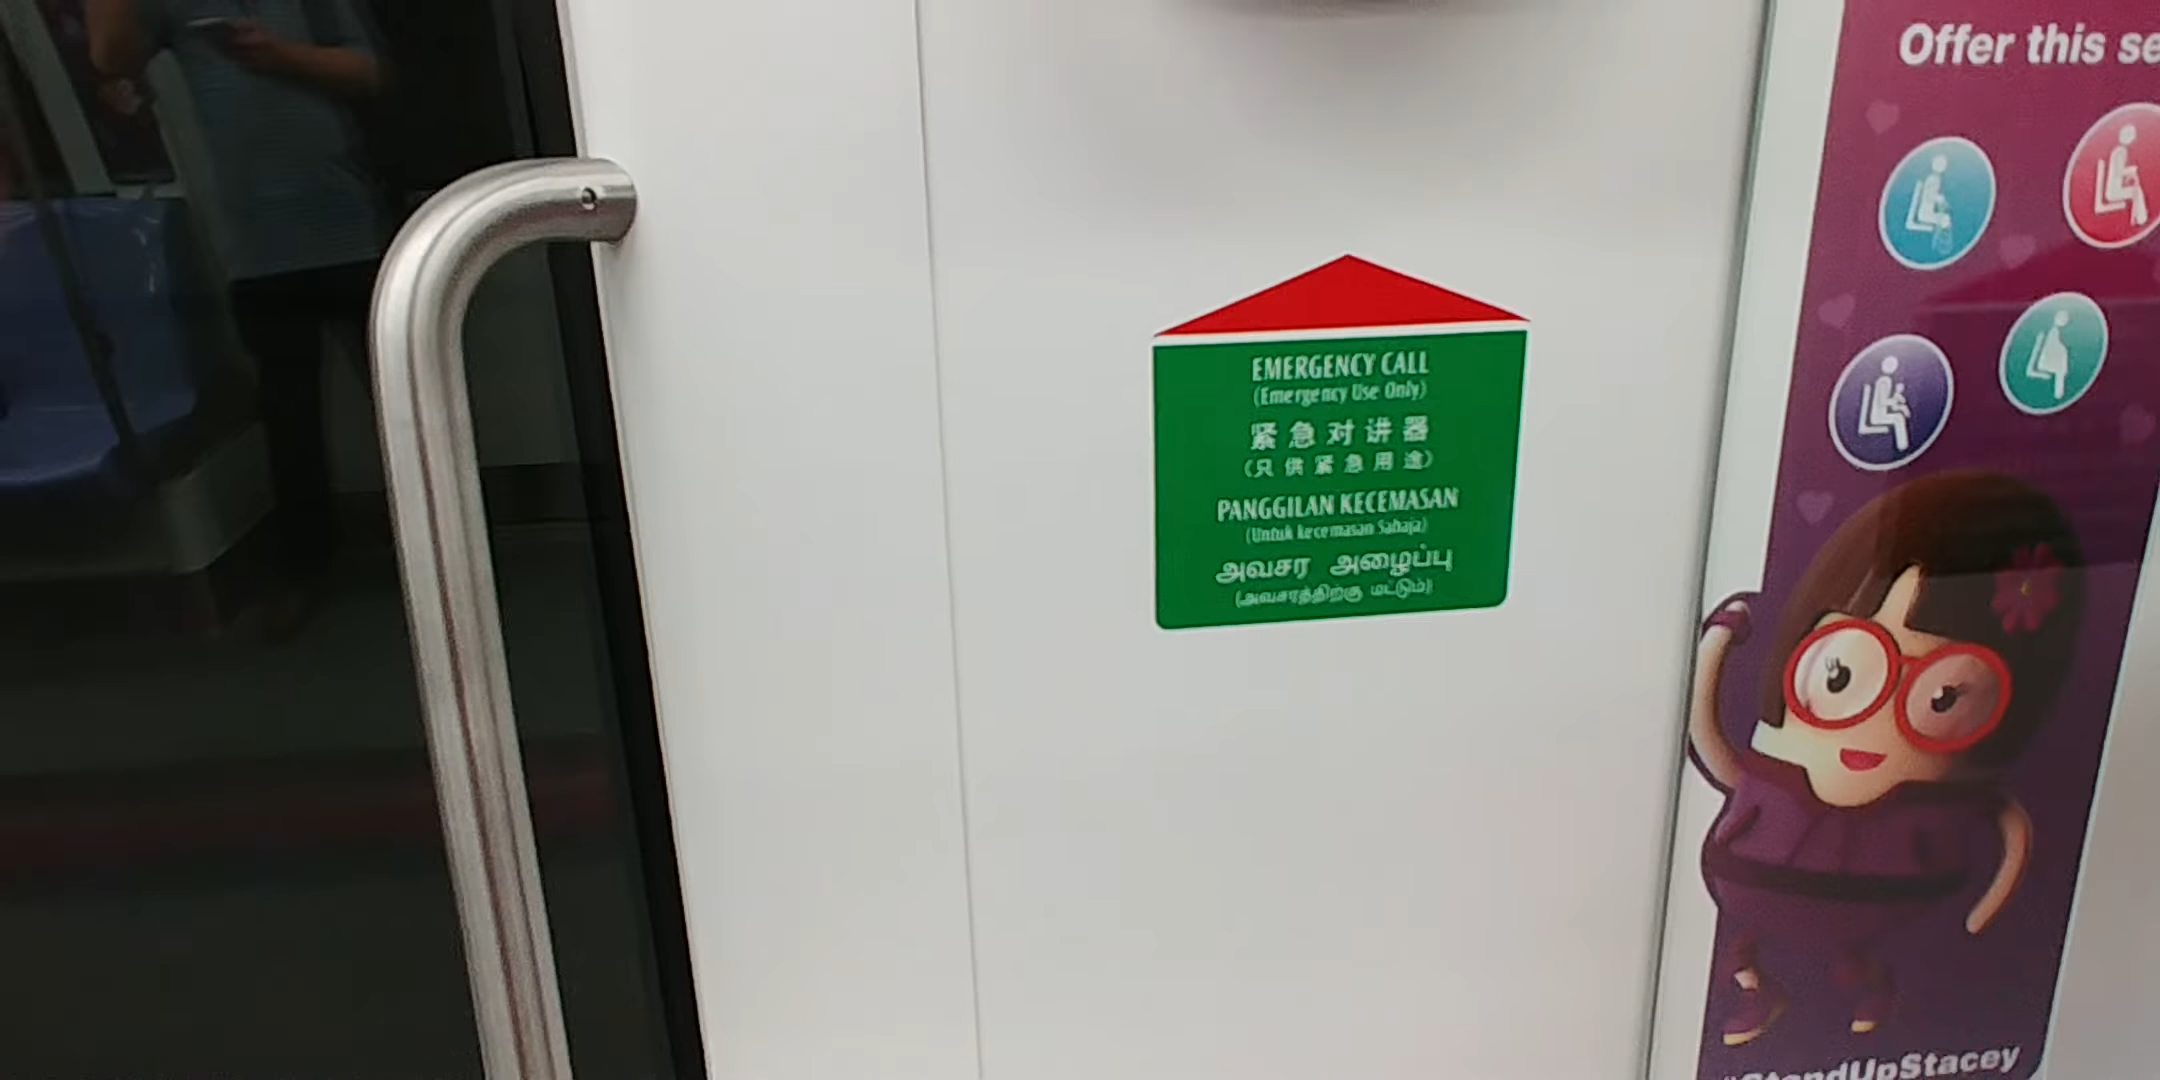 EMERGENCY CALL
(Emergency Use Only)
紧急对讲器
(只供紧急用途)
PANGGILAN KECEMASAN
(Untuk kecemasan Sahaja)
அவசர அழைப்பு
(அவசரத்திற்கு மட்டும்)
Offer this se
#StandUpStacey